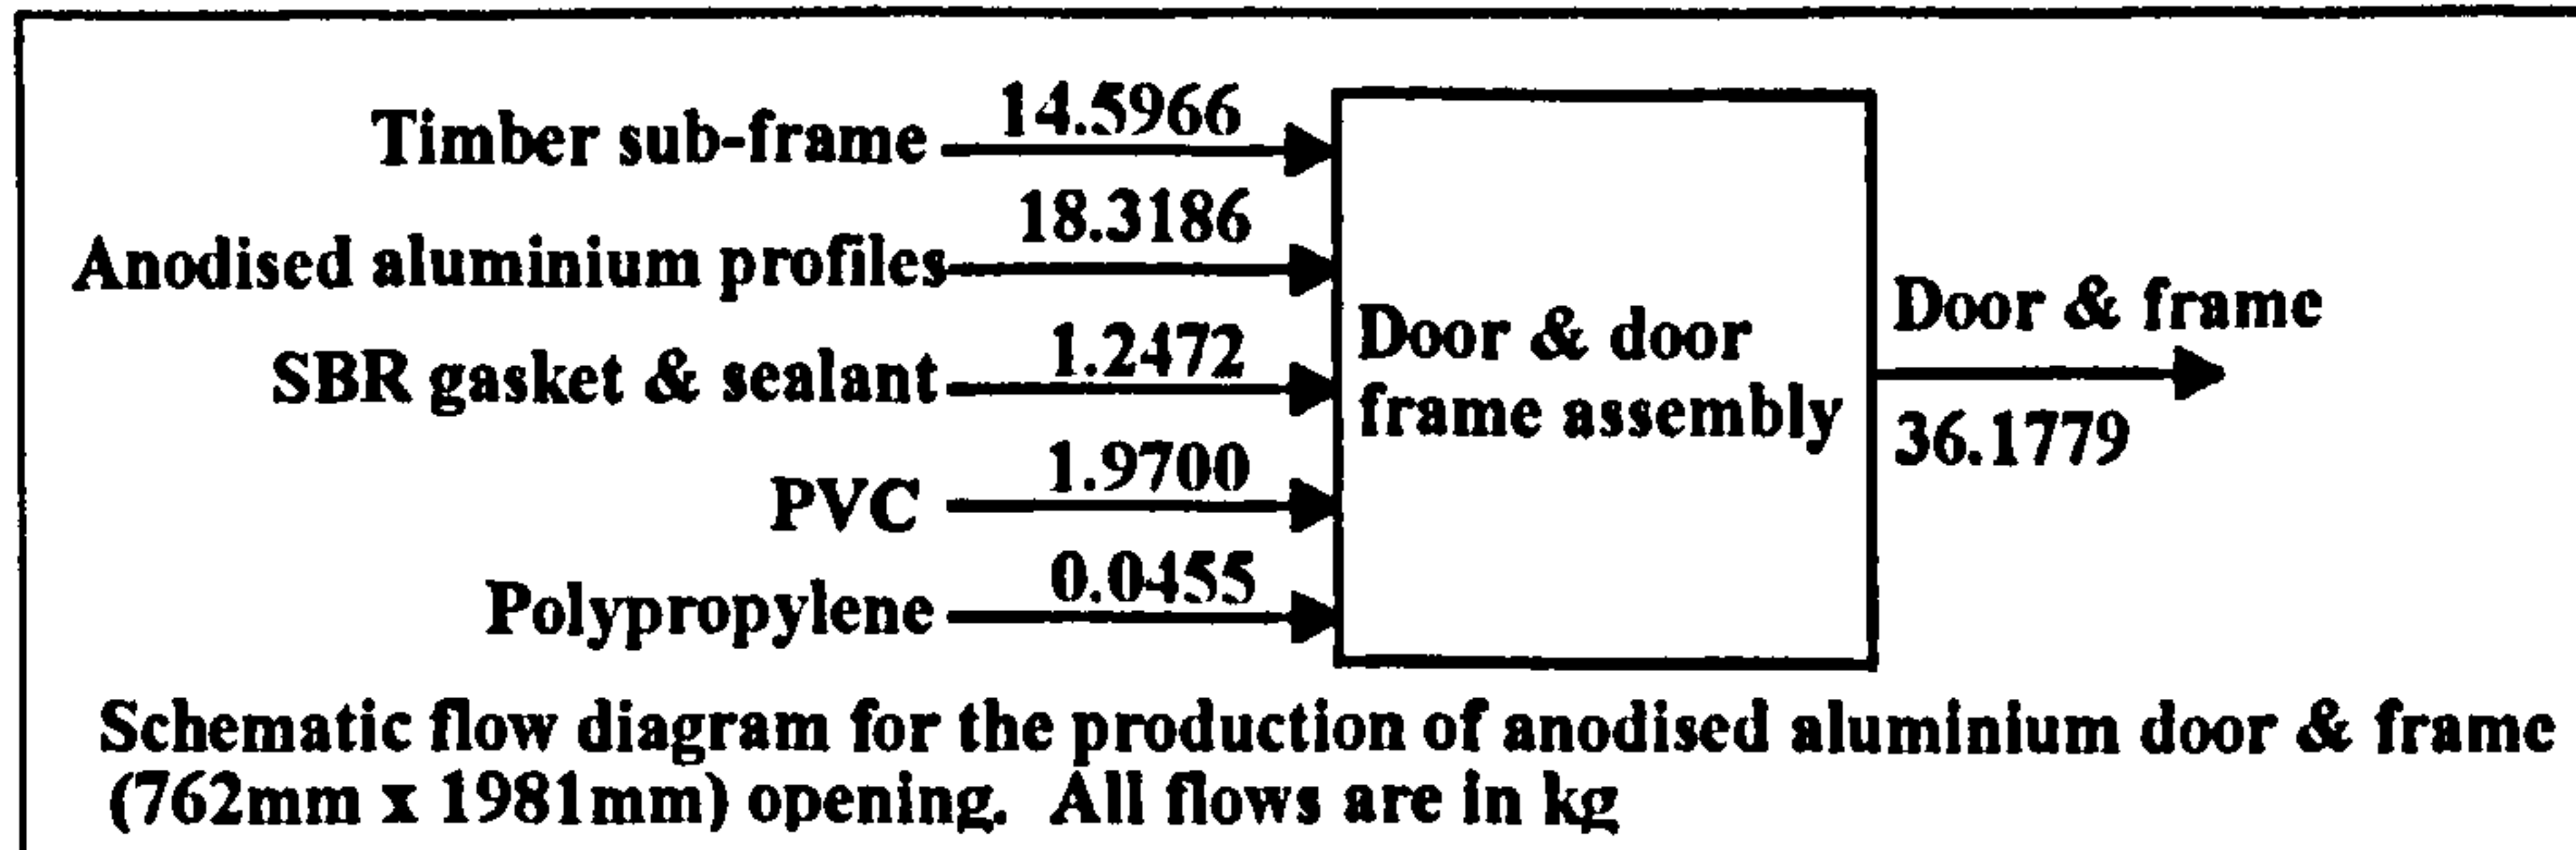 Timber sub-frame 14.5966
Anodised aluminium profiles 18.3186
SBR gasket & sealant 1.2472
PVC 1.9700
Polypropylene 0.0455
Door & door
frame assembly
Door & frame
36.1779
Schematic flow diagram for the production of anodised aluminium door & frame
(762mm x 1981mm) opening. All flows are in kg